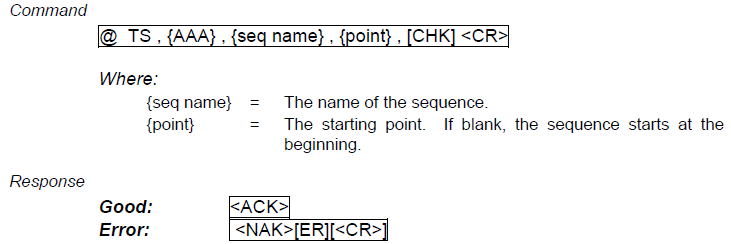 Command
@ TS , {AAA} , {seq name} , {point} , [CHK] <CR>
Where:
{seq name} = The name of the sequence.
{point} = The starting point. If blank, the sequence starts at the
beginning.
Response
Good: <ACK>
Error: <NAK>[ER][<CR>]